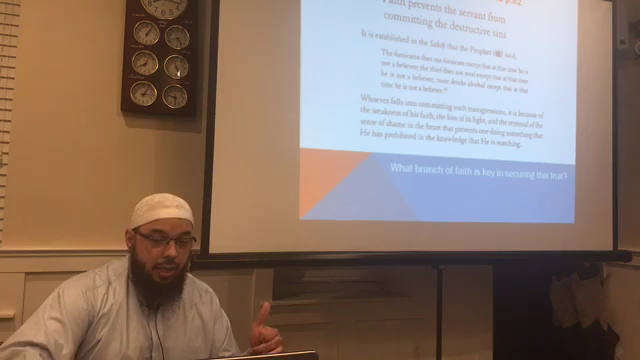 p.82
Faith prevents the servant from
committing the destructive sins
It is established in the Sahih that the Prophet (ﷺ) said,
The fornicator does not fornicate except that at that time he is
not a believer; the thief does not steal except that at that time
he is not a believer; nor drinks alcohol except that at that
time he is not a believer.
Whoever falls into committing such transgressions, it is because of
the weakness of his faith, the loss of its light, and the removal of the
sense of shame in the heart that prevents one doing something that
He has prohibited in the knowledge that He is watching.
What branch of faith is key in securing this fruit?